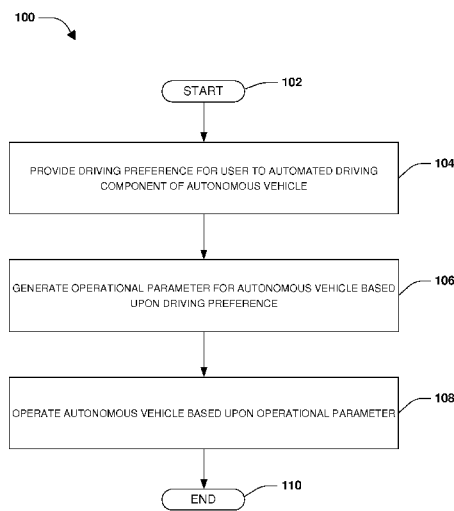 100
START
102
PROVIDE DRIVING PREFERENCE FOR USER TO AUTOMATED DRIVING
COMPONENT OF AUTONOMOUS VEHICLE
104
GENERATE OPERATIONAL PARAMETER FOR AUTONOMOUS VEHICLE BASED
UPON DRIVING PREFERENCE
106
OPERATE AUTONOMOUS VEHICLE BASED UPON OPERATIONAL PARAMETER
108
END
110